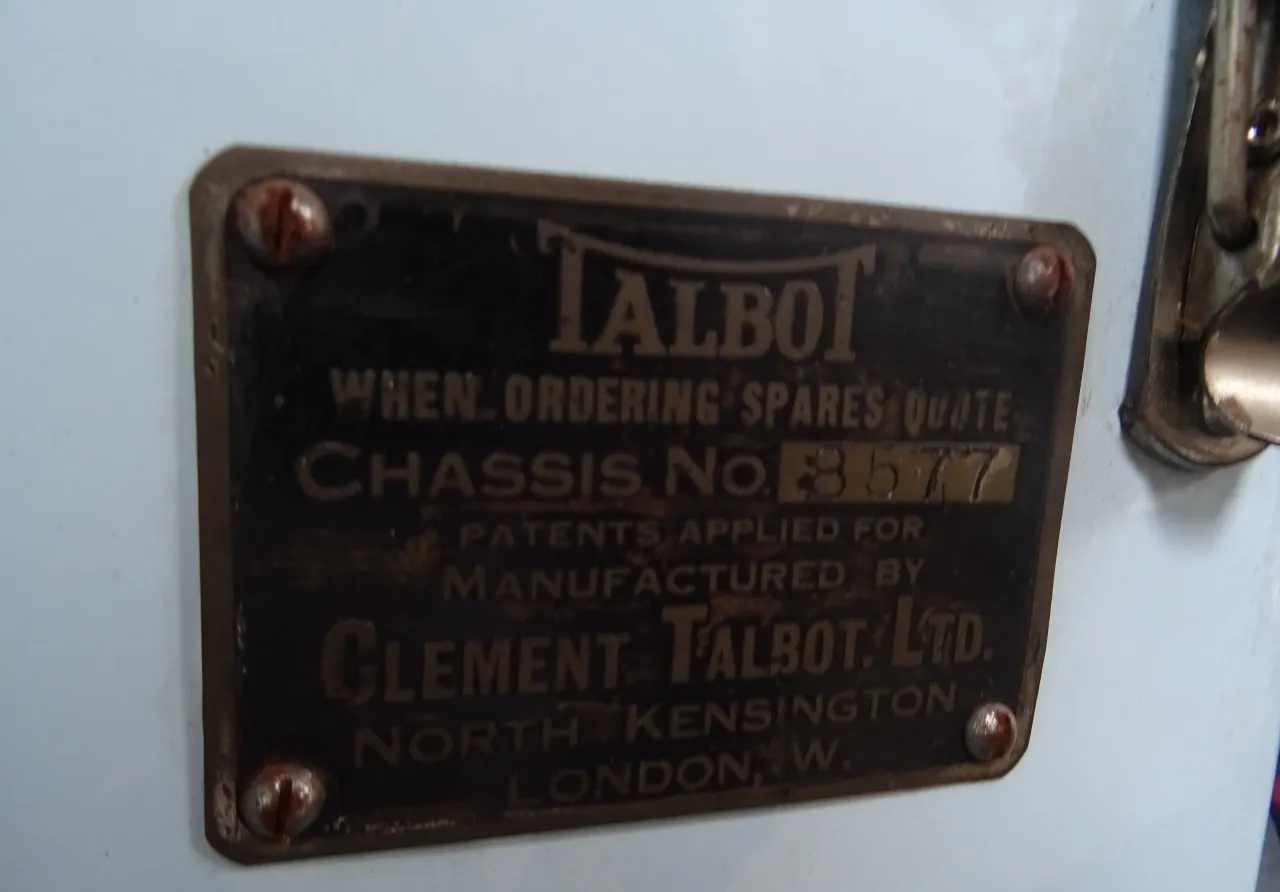 TALBOT
WHEN ORDERING SPARES QUOTE
CHASSIS NO. 8577
PATENTS APPLIED FOR
MANUFACTURED BY
CLEMENT TALBOT. LTD.
NORTH KENSINGTON
LONDON, W.